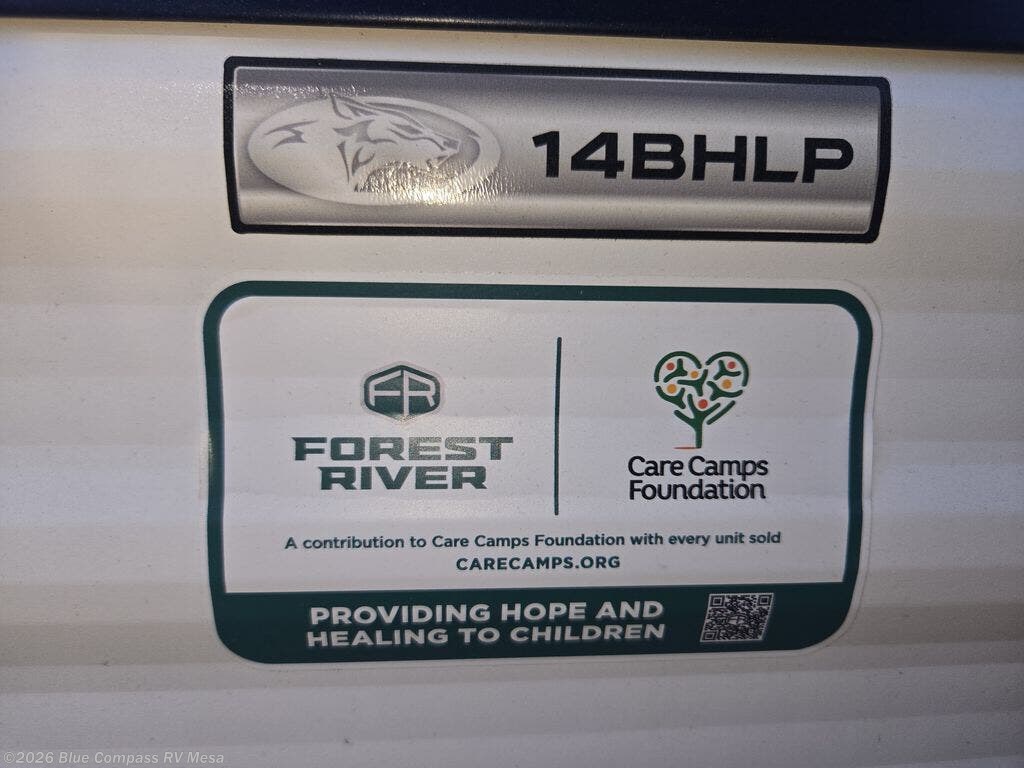 14BHLP
FR
FOREST
RIVER
Care Camps
Foundation
A contribution to Care Camps Foundation with every unit sold
CARECAMPS.ORG
PROVIDING HOPE AND
HEALING TO CHILDREN
©2026 Blue Compass RV Mesa